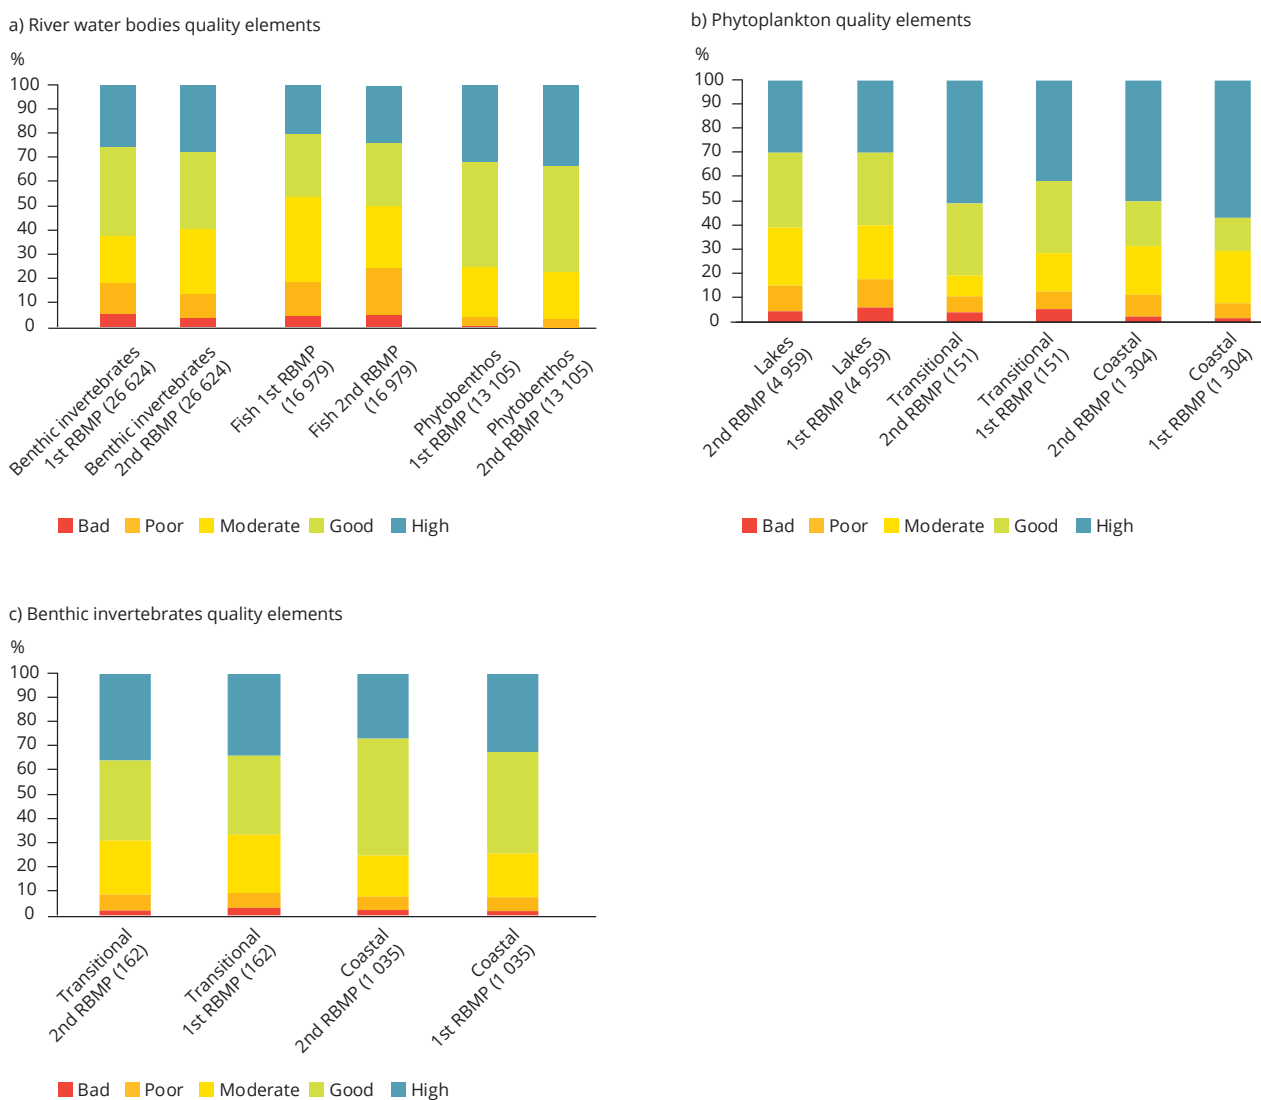 a) River water bodies quality elements
%
100
90
80
70
60
50
40
30
20
10
0
Benthic invertebrates
1st RBMP (26 624)
Benthic invertebrates
2nd RBMP (26 624)
Fish 1st RBMP
(16 979)
Fish 2nd RBMP
(16 979)
Phytobenthos
1st RBMP (13 105)
Phytobenthos
2nd RBMP (13 105)
Bad Poor Moderate Good High
b) Phytoplankton quality elements
%
100
90
80
70
60
50
40
30
20
10
0
Lakes
2nd RBMP (4 959)
Lakes
1st RBMP (4 959)
Transitional
2nd RBMP (151)
Transitional
1st RBMP (151)
Coastal
2nd RBMP (1 304)
Coastal
1st RBMP (1 304)
Bad Poor Moderate Good High
c) Benthic invertebrates quality elements
%
100
90
80
70
60
50
40
30
20
10
0
Transitional
2nd RBMP (162)
Transitional
1st RBMP (162)
Coastal
2nd RBMP (1 035)
Coastal
1st RBMP (1 035)
Bad Poor Moderate Good High